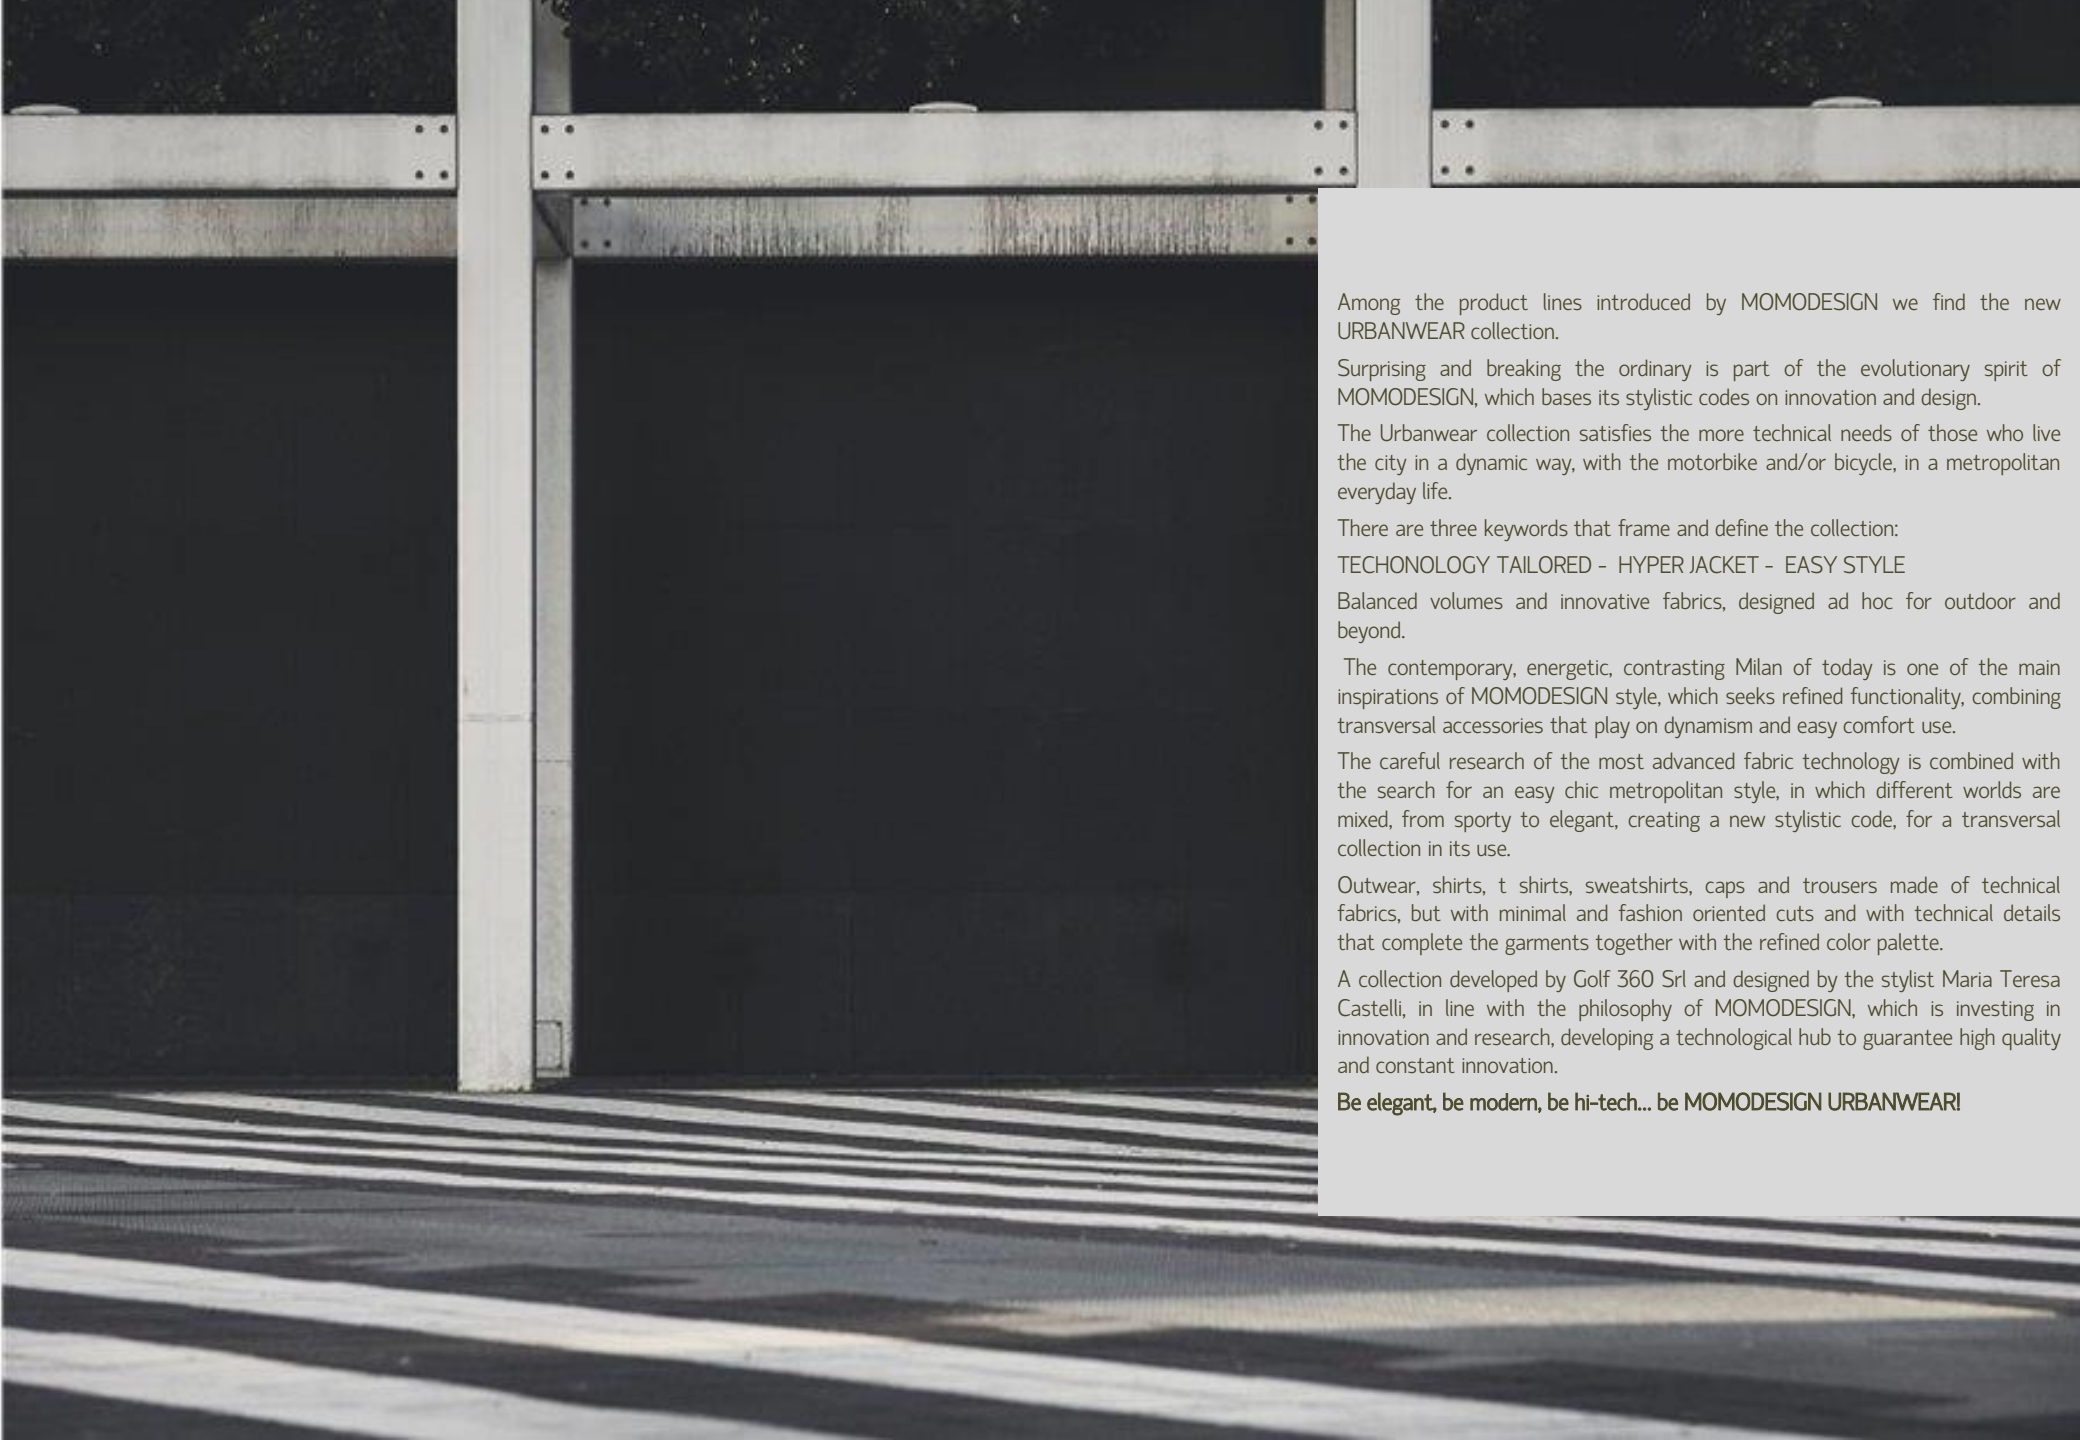 Among the product lines introduced by MOMODESIGN we find the new
URBANWEAR collection.
Surprising and breaking the ordinary is part of the evolutionary spirit of
MOMODESIGN, which bases its stylistic codes on innovation and design.
The Urbanwear collection satisfies the more technical needs of those who live
the city in a dynamic way, with the motorbike and/or bicycle, in a metropolitan
everyday life.
There are three keywords that frame and define the collection:
TECHONOLOGY TAILORED - HYPER JACKET - EASY STYLE
Balanced volumes and innovative fabrics, designed ad hoc for outdoor and
beyond.
The contemporary, energetic, contrasting Milan of today is one of the main
inspirations of MOMODESIGN style, which seeks refined functionality, combining
transversal accessories that play on dynamism and easy comfort use.
The careful research of the most advanced fabric technology is combined with
the search for an easy chic metropolitan style, in which different worlds are
mixed, from sporty to elegant, creating a new stylistic code, for a transversal
collection in its use.
Outwear, shirts, t shirts, sweatshirts, caps and trousers made of technical
fabrics, but with minimal and fashion oriented cuts and with technical details
that complete the garments together with the refined color palette.
A collection developed by Golf 360 Srl and designed by the stylist Maria Teresa
Castelli, in line with the philosophy of MOMODESIGN, which is investing in
innovation and research, developing a technological hub to guarantee high quality
and constant innovation.
Be elegant, be modern, be hi-tech... be MOMODESIGN URBANWEAR!